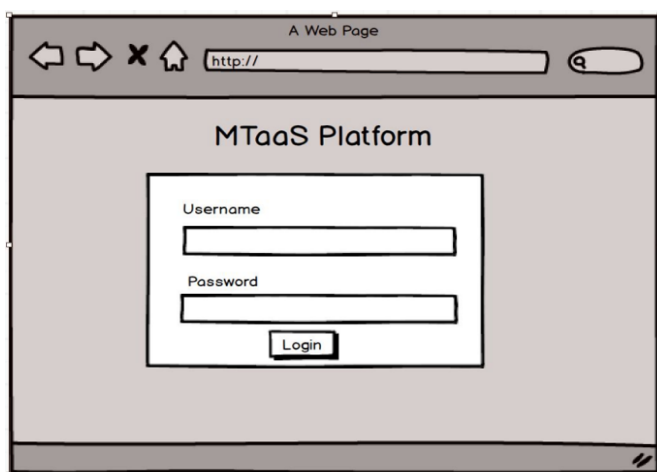 A Web Page
http://
MTaaS Platform
Username
Password
Login